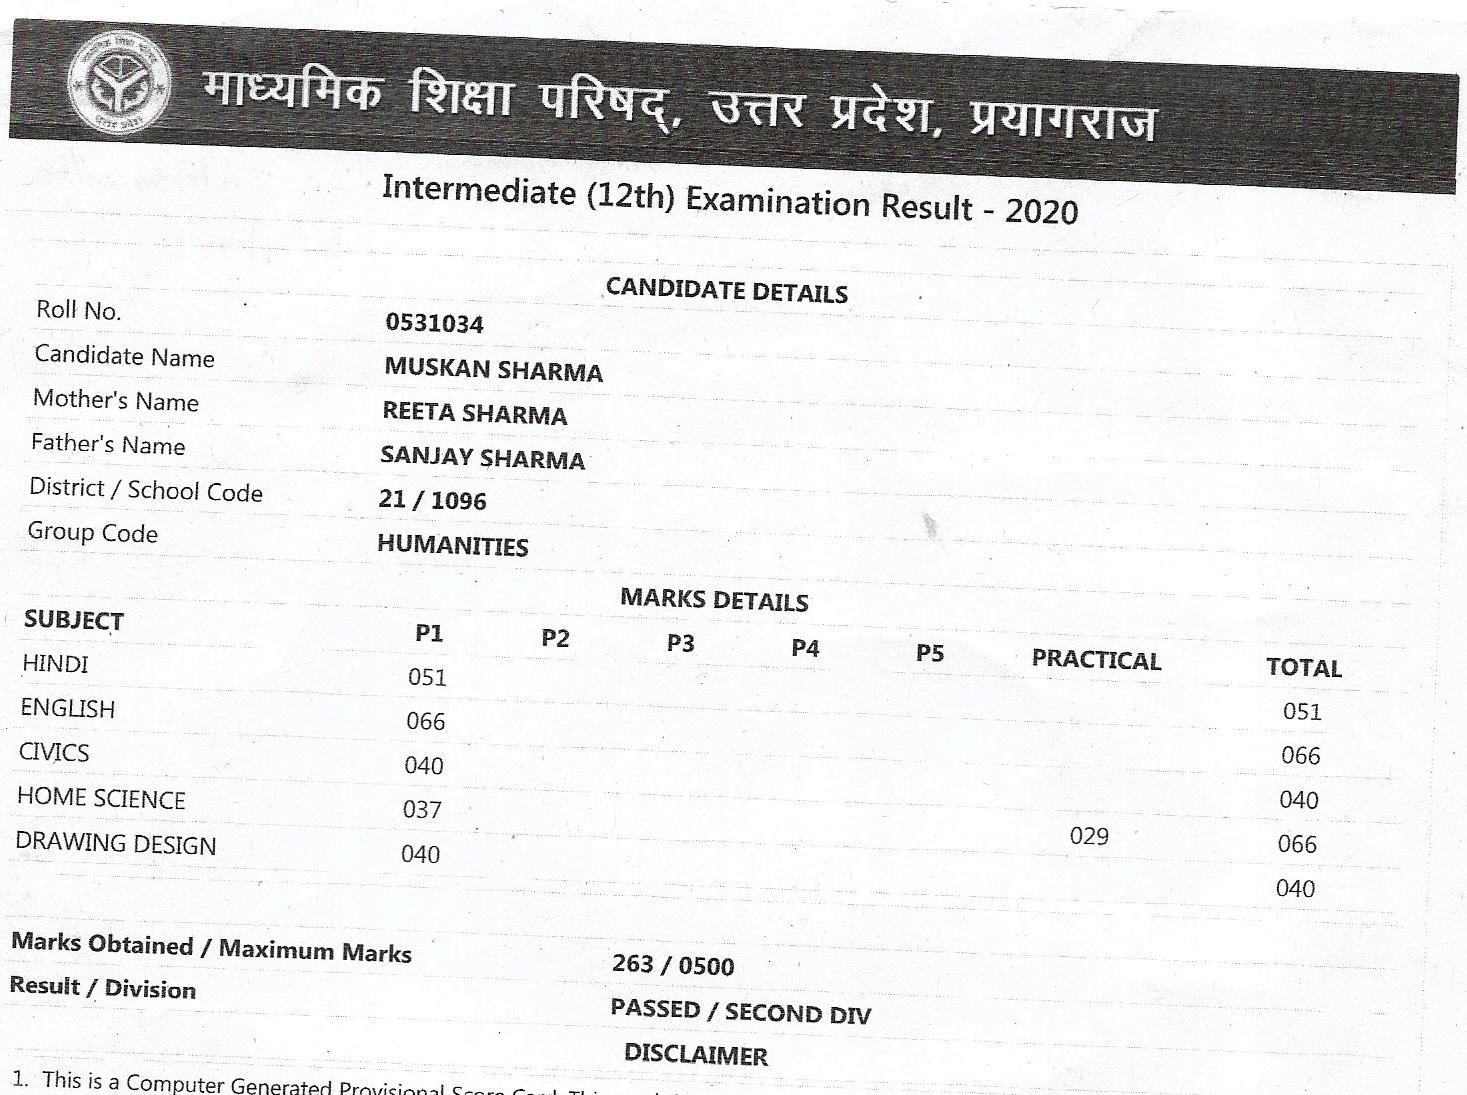 माध्यमिक शिक्षा परिषद्, उत्तर प्रदेश, प्रयागराज
Intermediate (12th) Examination Result - 2020
CANDIDATE DETAILS
Roll No. 0531034
Candidate Name MUSKAN SHARMA
Mother's Name REETA SHARMA
Father's Name SANJAY SHARMA
District / School Code 21 / 1096
Group Code HUMANITIES
MARKS DETAILS
SUBJECT P1 P2 P3 P4 P5 PRACTICAL TOTAL
HINDI 051 051
ENGLISH 066 066
CIVICS 040 040
HOME SCIENCE 037 029 066
DRAWING DESIGN 040 040
Marks Obtained / Maximum Marks 263 / 0500
Result / Division PASSED / SECOND DIV
DISCLAIMER
1. This is a Computer Generated Provisional Score Card. This